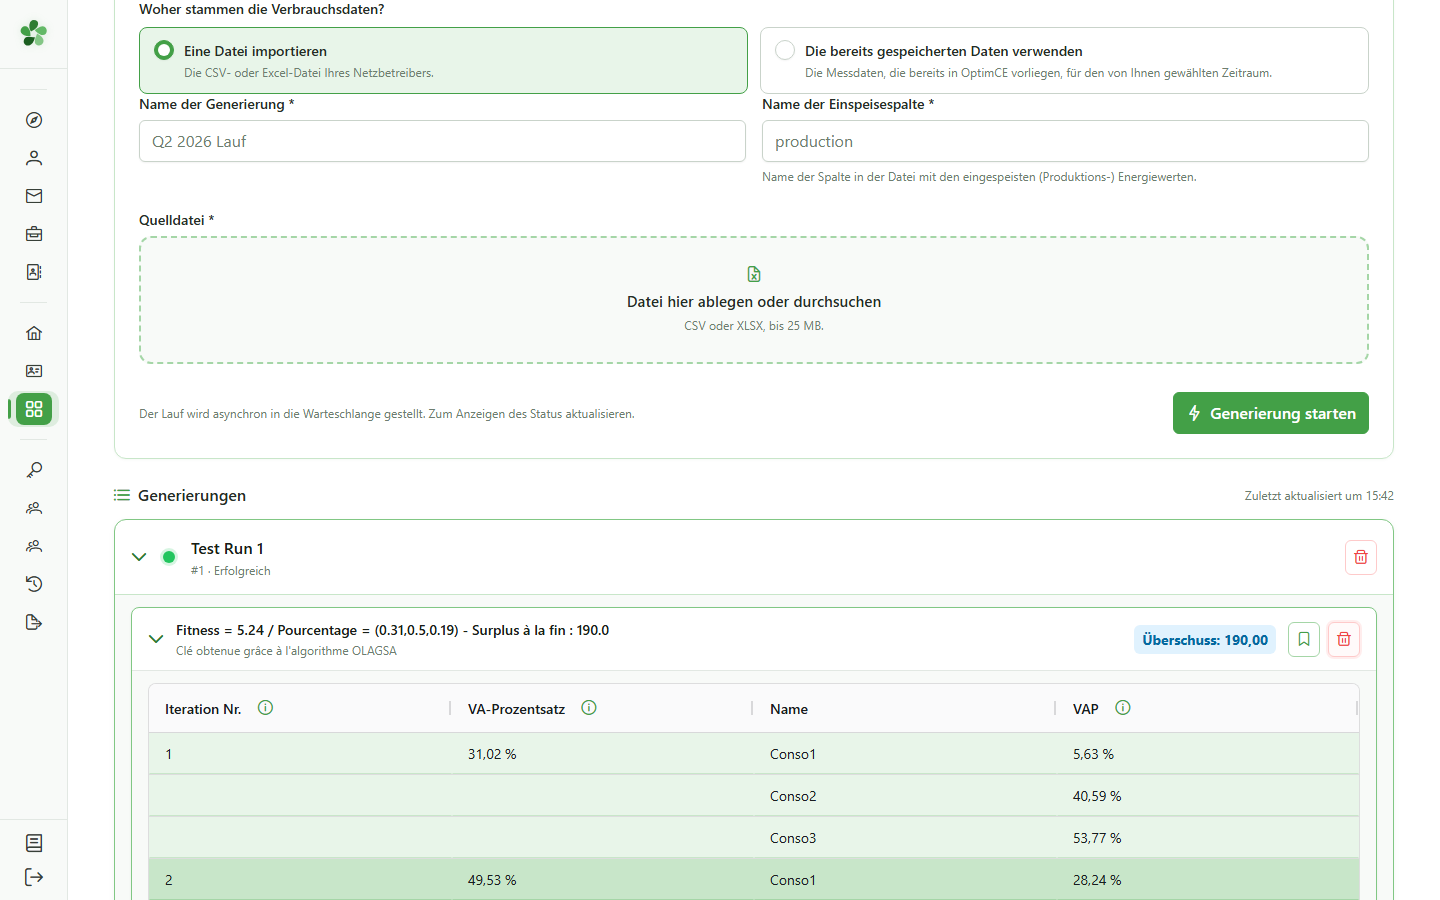 Woher stammen die Verbrauchsdaten?
Eine Datei importieren
Die CSV- oder Excel-Datei Ihres Netzbetreibers.
Die bereits gespeicherten Daten verwenden
Die Messdaten, die bereits in OptimCE vorliegen, für den von Ihnen gewählten Zeitraum.
Name der Generierung *
Name der Einspeisespalte *
Q2 2026 Lauf
production
Name der Spalte in der Datei mit den eingespeisten (Produktions-) Energiewerten.
Quelldatei *
Datei hier ablegen oder durchsuchen
CSV oder XLSX, bis 25 MB.
Der Lauf wird asynchron in die Warteschlange gestellt. Zum Anzeigen des Status aktualisieren.
Generierung starten
Generierungen
Zuletzt aktualisiert um 15:42
Test Run 1
#1 · Erfolgreich
Fitness = 5.24 / Pourcentage = (0.31,0.5,0.19) - Surplus à la fin : 190.0
Clé obtenue grâce à l'algorithme OLAGSA
Überschuss: 190,00
Iteration Nr. VA-Prozentsatz Name VAP
1 31,02 % Conso1 5,63 %
Conso2 40,59 %
Conso3 53,77 %
2 49,53 % Conso1 28,24 %